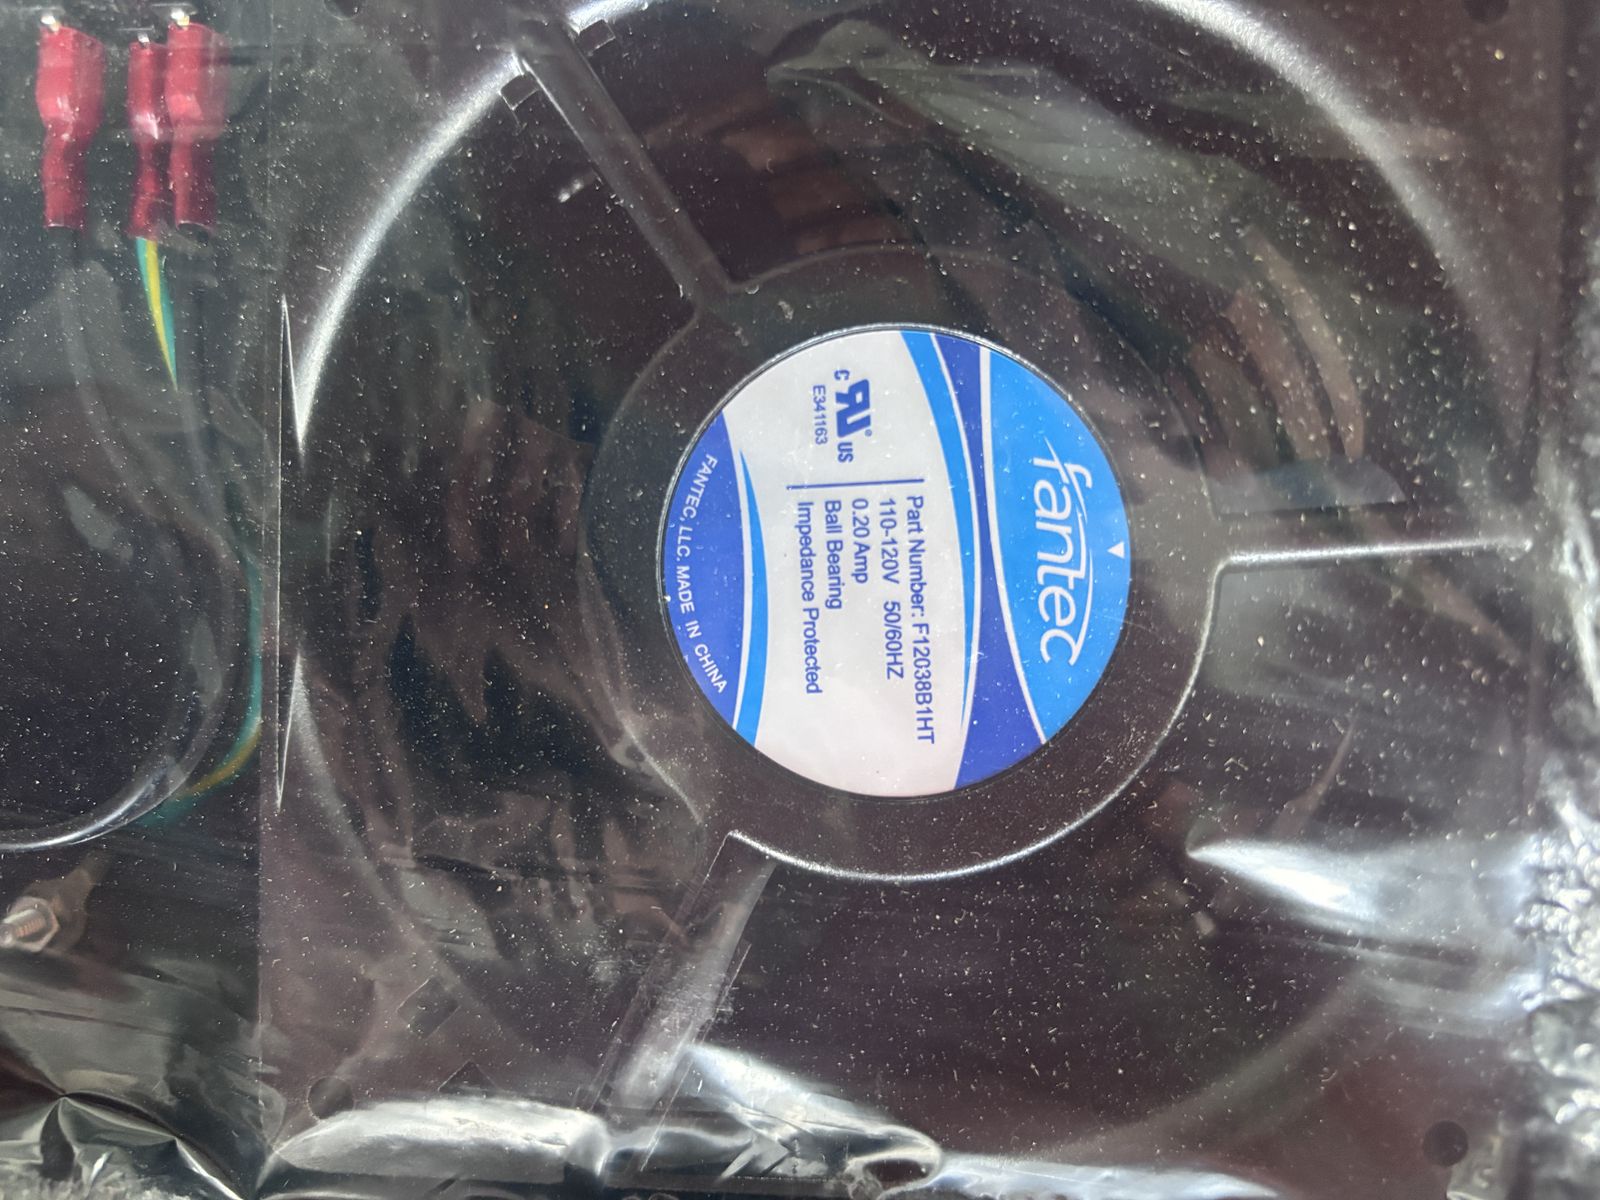 fantec
Part Number: F12038B1HT
110-120V 50/60HZ
0.20 Amp
Ball Bearing
Impedance Protected
c RU® US
E341163
FANTEC, LLC. MADE IN CHINA